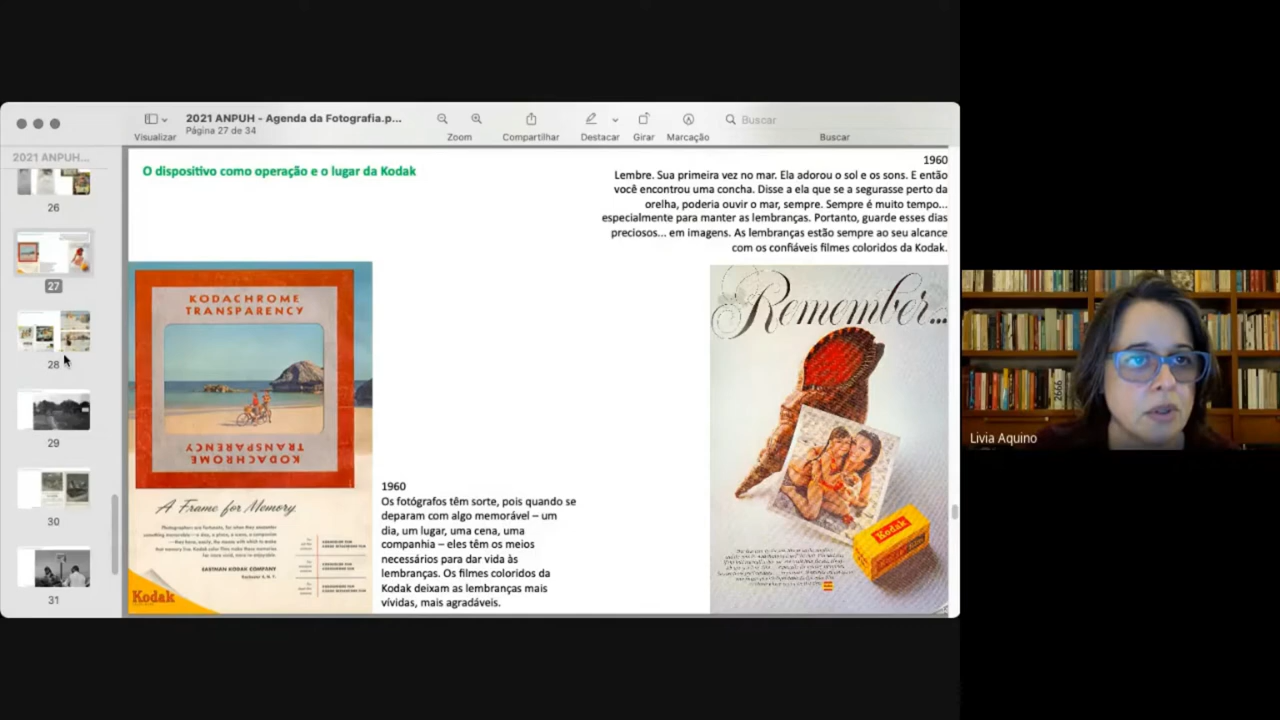 2021 ANPUH - Agenda da Fotografia.p...
Página 27 de 34
Visualizar
Zoom
Compartilhar
Destacar
Girar
Marcação
Buscar
Buscar
2021 ANPUH...
26
27
28
29
30
31
O dispositivo como operação e o lugar da Kodak
1960
Lembre. Sua primeira vez no mar. Ela adorou o sol e os sons. E então
você encontrou uma concha. Disse a ela que se a segurasse perto da
orelha, poderia ouvir o mar, sempre. Sempre é muito tempo...
especialmente para manter as lembranças. Portanto, guarde esses dias
preciosos... em imagens. As lembranças estão sempre ao seu alcance
com os confiáveis filmes coloridos da Kodak.
KODACHROME
TRANSPARENCY
KODACHROME
TRANSPARENCY
A Frame for Memory
EASTMAN KODAK COMPANY
Rochester 4, N. Y.
Kodak
1960
Os fotógrafos têm sorte, pois quando se
deparam com algo memorável – um
dia, um lugar, uma cena, uma
companhia – eles têm os meios
necessários para dar vida às
lembranças. Os filmes coloridos da
Kodak deixam as lembranças mais
vívidas, mais agradáveis.
Remember...
Kodak
2666
Livia Aquino